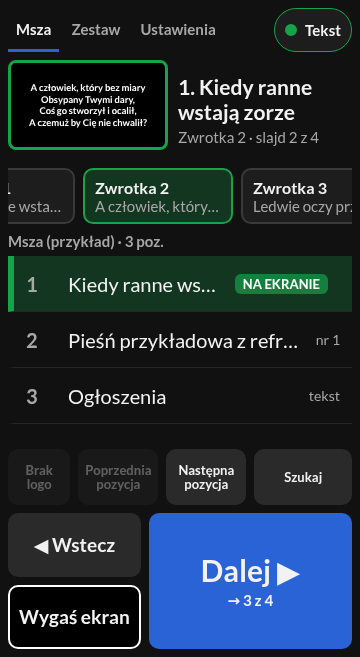 Msza Zestaw Ustawienia Tekst
A człowiek, który bez miary
Obsypany Twymi dary,
Coś go stworzył i ocalił,
A czemuż by Cię nie chwalił?
1. Kiedy ranne
wstają zorze
Zwrotka 2 · slajd 2 z 4
1
e wsta...
Zwrotka 2
A człowiek, który...
Zwrotka 3
Ledwie oczy prz
Msza (przykład) · 3 poz.
1 Kiedy ranne ws... NA EKRANIE
2 Pieśń przykładowa z refr... nr 1
3 Ogłoszenia tekst
Brak
logo
Poprzednia
pozycja
Następna
pozycja
Szukaj
◀ Wstecz
Dalej ▶
→ 3 z 4
Wygaś ekran